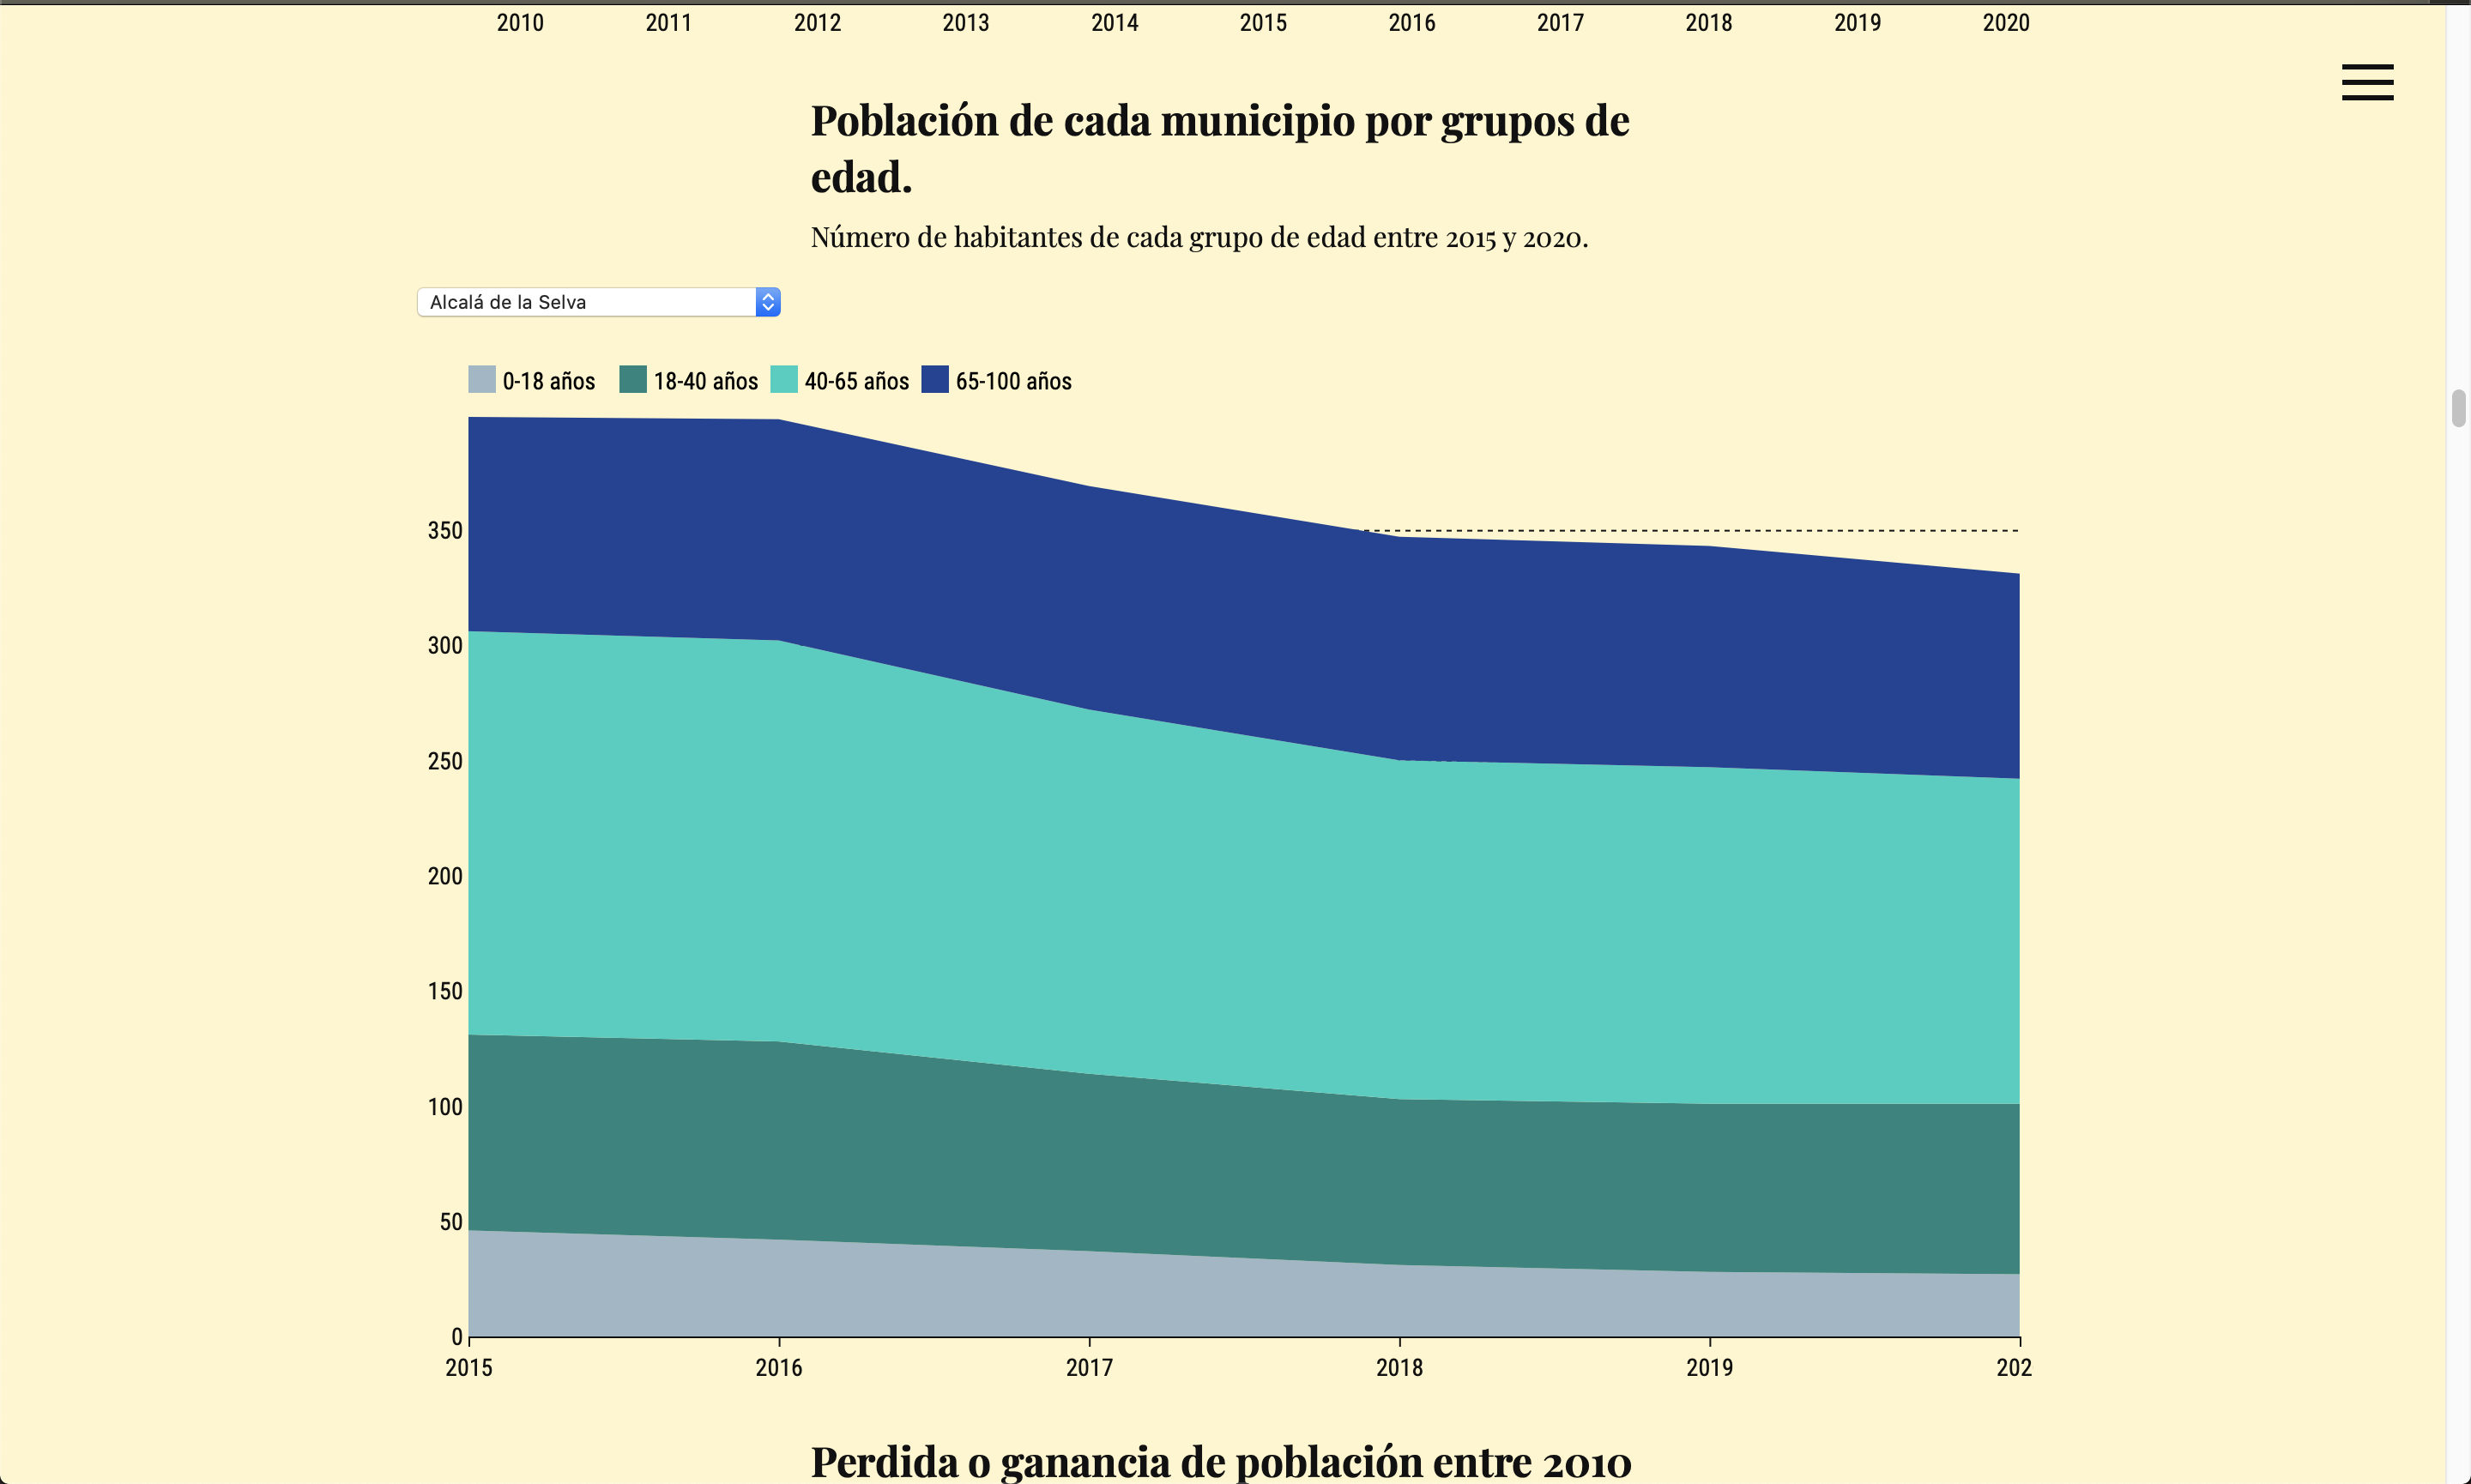 2010 2011 2012 2013 2014 2015 2016 2017 2018 2019 2020
Población de cada municipio por grupos de
edad.
Número de habitantes de cada grupo de edad entre 2015 y 2020.
Alcalá de la Selva
0-18 años 18-40 años 40-65 años 65-100 años
350
300
250
200
150
100
50
0
2015 2016 2017 2018 2019 202
Perdida o ganancia de población entre 2010